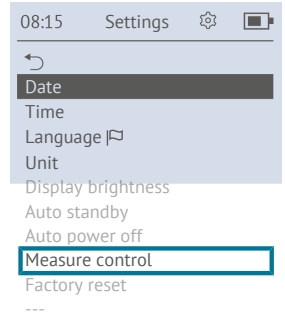 08:15 Settings
Date
Time
Language
Unit
Display brightness
Auto standby
Auto power off
Measure control
Factory reset
---